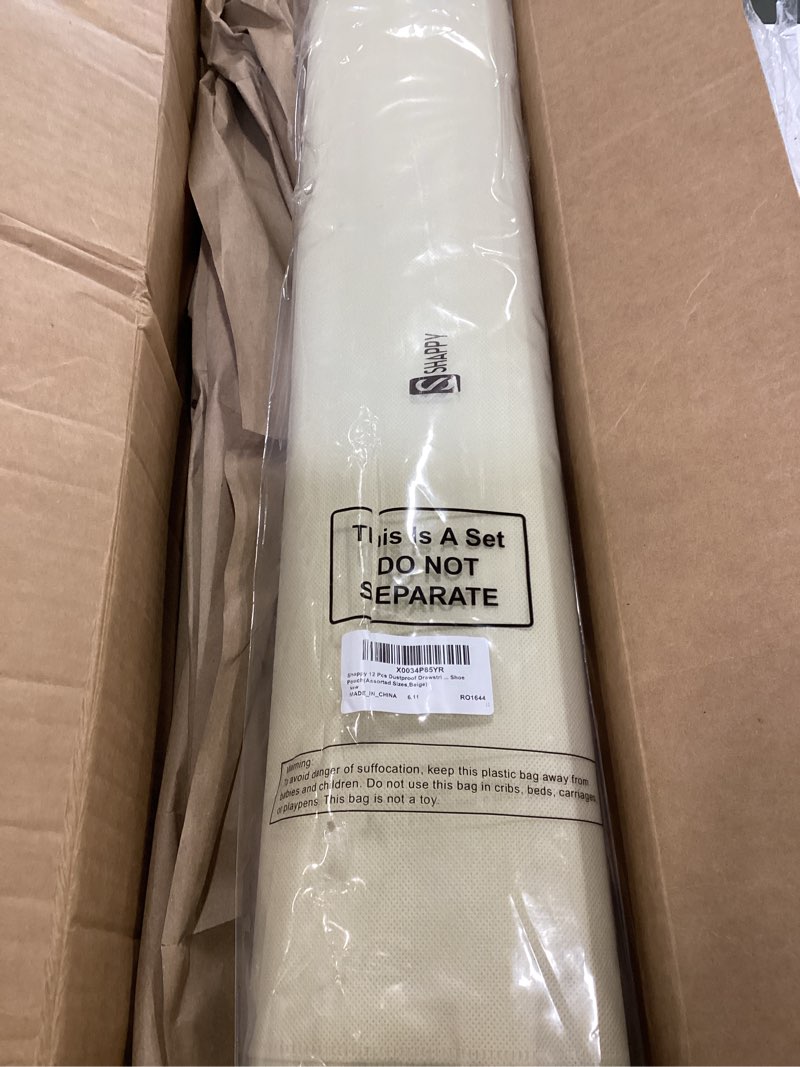 SHAPPY
This Is A Set
DO NOT
SEPARATE
X0034P85YR
Shappy 12 Pcs Dustproof Drawstri ... Shoe
Pouch(Assorted Sizes,Beige)
New
MADE_IN_CHINA 6.11 RO1644
Warning:
To avoid danger of suffocation, keep this plastic bag away from
babies and children. Do not use this bag in cribs, beds, carriages
or playpens. This bag is not a toy.